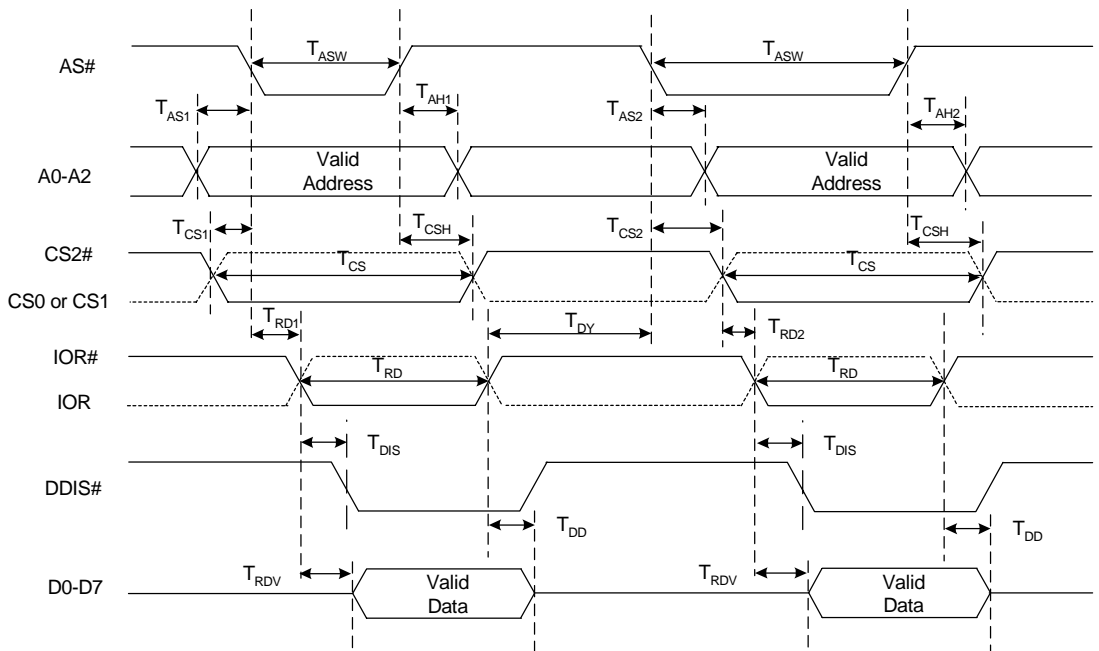 AS#
T_ASW
T_ASW
T_AS1
T_AH1
T_AS2
T_AH2
A0-A2
Valid
Address
Valid
Address
T_CS1
T_CSH
T_CS2
T_CSH
CS2#
T_CS
T_CS
CS0 or CS1
T_RD1
T_DY
T_RD2
IOR#
T_RD
T_RD
IOR
T_DIS
T_DIS
DDIS#
T_DD
T_DD
T_RDV
T_RDV
D0-D7
Valid
Data
Valid
Data